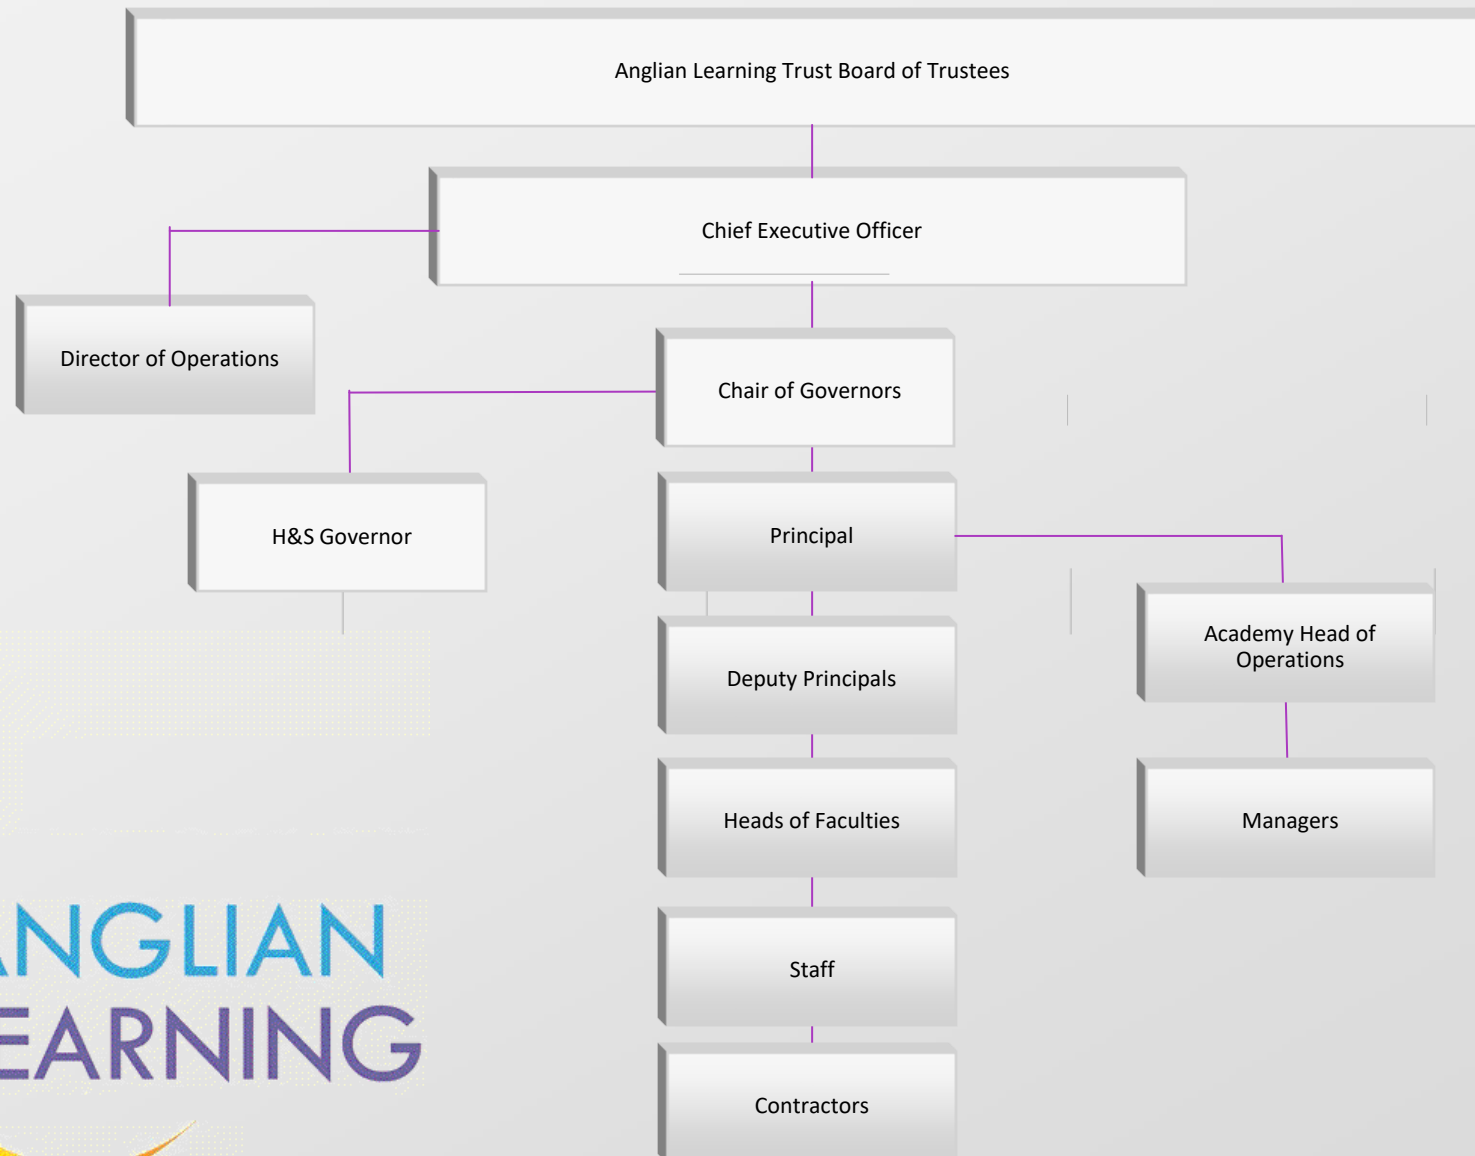 Anglian Learning Trust Board of Trustees
Chief Executive Officer
Director of Operations
Chair of Governors
H&S Governor
Principal
Academy Head of
Operations
Deputy Principals
Heads of Faculties
Managers
Staff
Contractors
ANGLIAN
EARNING